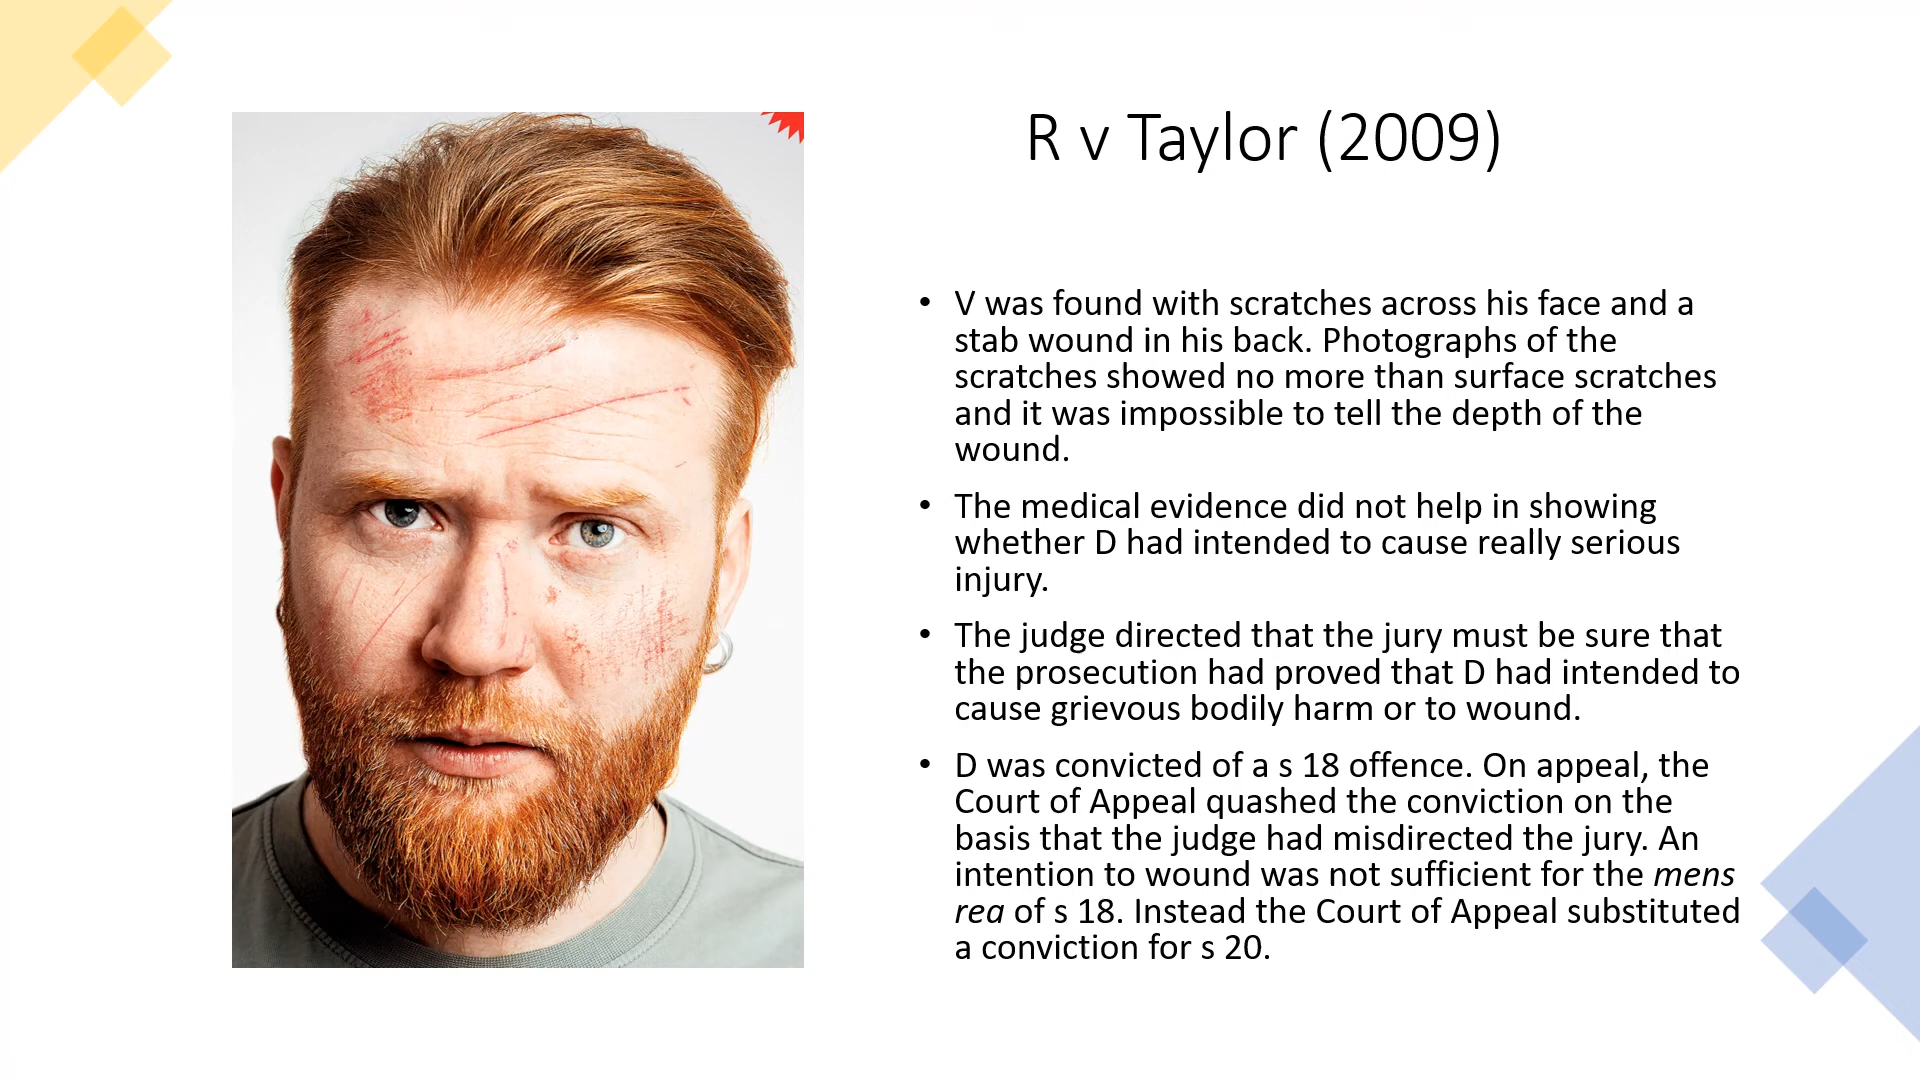 R v Taylor (2009)
• V was found with scratches across his face and a
stab wound in his back. Photographs of the
scratches showed no more than surface scratches
and it was impossible to tell the depth of the
wound.
• The medical evidence did not help in showing
whether D had intended to cause really serious
injury.
• The judge directed that the jury must be sure that
the prosecution had proved that D had intended to
cause grievous bodily harm or to wound.
• D was convicted of a s 18 offence. On appeal, the
Court of Appeal quashed the conviction on the
basis that the judge had misdirected the jury. An
intention to wound was not sufficient for the mens
rea of s 18. Instead the Court of Appeal substituted
a conviction for s 20.